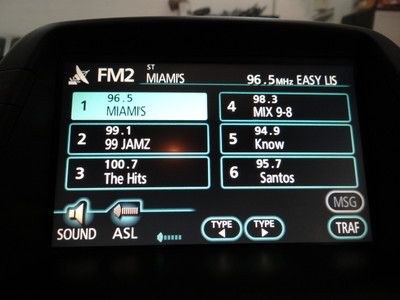 ST
FM2 MIAMI'S 96.5MHz EASY LIS
1 96.5 MIAMI'S
4 98.3 MIX 9-8
2 99.1 99 JAMZ
5 94.9 Know
3 100.7 The Hits
6 95.7 Santos
MSG
SOUND ASL TYPE TYPE TRAF